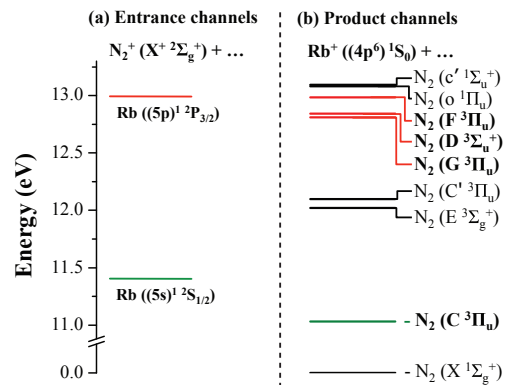 (a) Entrance channels
N₂⁺ (X⁺ ²Σg⁺) + ...
Rb ((5p)¹ ²P₃/₂)
Rb ((5s)¹ ²S₁/₂)
Energy (eV)
13.0
12.5
12.0
11.5
11.0
0.0
(b) Product channels
Rb⁺ ((4p⁶) ¹S₀) + ...
N₂ (c′ ¹Σu⁺)
N₂ (o ¹Πu)
N₂ (F ³Πu)
N₂ (D ³Σu⁺)
N₂ (G ³Πu)
N₂ (C' ³Πu)
N₂ (E ³Σg⁺)
N₂ (C ³Πu)
N₂ (X ¹Σg⁺)